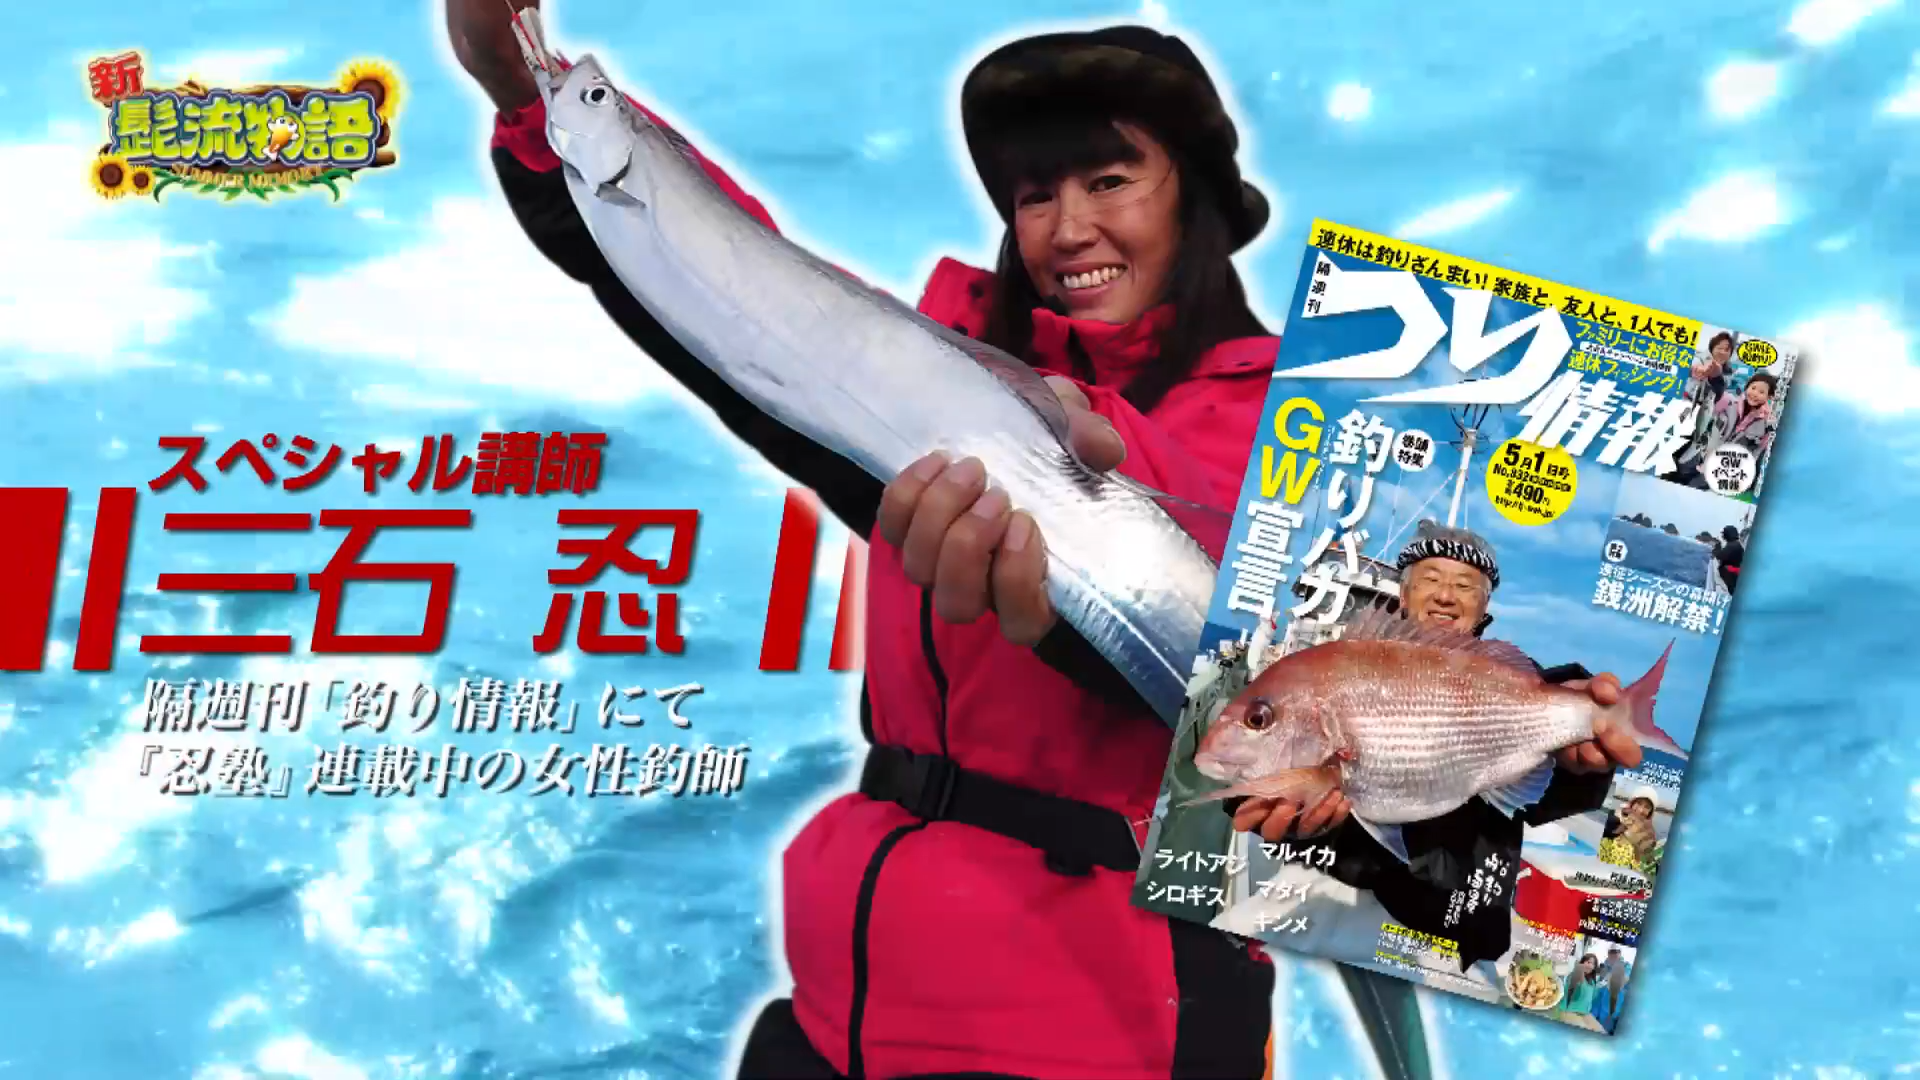 新
髭流物語
SUMMER MEMORY
スペシャル講師
三石 忍
隔週刊「釣り情報」にて
『忍塾』連載中の女性釣師
連休は釣りざんまい! 家族と、友人と、1人でも!
隔週刊
つり情報
ファミリーにお得な
連休フィッシング!
5月1日号
No.832
490円
巻頭特集
釣りバカ
GW宣言!!
GW
イベント
情報
遠征シーズンの幕開け
銭洲解禁!
ライトアジ
マルイカ
シロギス
マダイ
キンメ